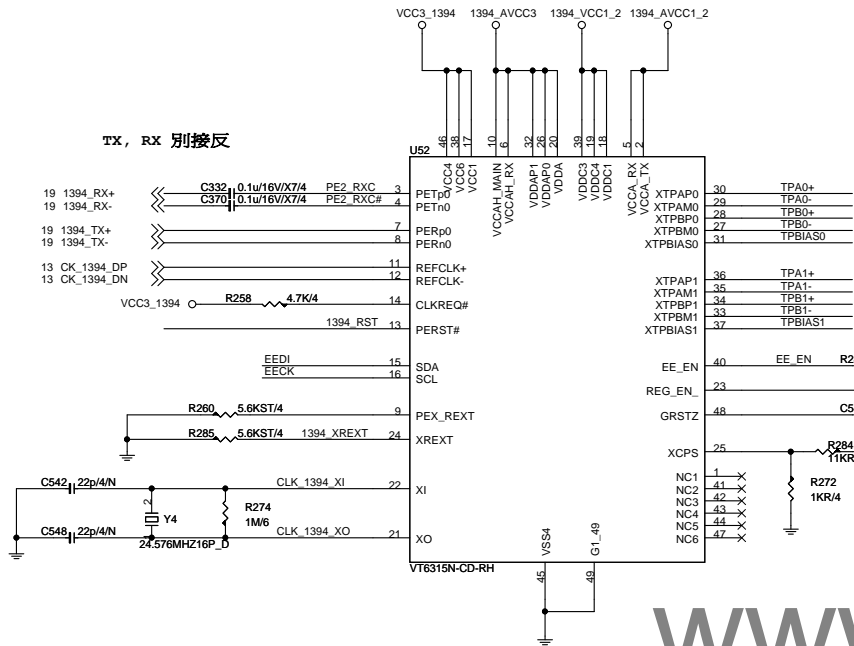 VCC3_1394 1394_AVCC3 1394_VCC1_2 1394_AVCC1_2
TX, RX 別接反
U52
46 38 17 10 6 32 26 20 39 19 18 5 2
VCC4 VCC6 VCC1 VCCAH_MAIN VCCAH_RX VDDAP1 VDDAP0 VDDA VDDC3 VDDC4 VDDC1 VCCA_RX VCCA_TX
19 1394_RX+ C332 0.1u/16V/X7/4 PE2_RXC 3 PETp0
19 1394_RX- C370 0.1u/16V/X7/4 PE2_RXC# 4 PETn0
19 1394_TX+ 7 PERp0
19 1394_TX- 8 PERn0
13 CK_1394_DP 11 REFCLK+
13 CK_1394_DN 12 REFCLK-
VCC3_1394 R258 4.7K/4 14 CLKREQ#
1394_RST 13 PERST#
EEDI 15 SDA
EECK 16 SCL
R260 5.6KST/4 9 PEX_REXT
R285 5.6KST/4 1394_XREXT 24 XREXT
C542 22p/4/N CLK_1394_XI 22 XI
2 Y4 R274
1M/6
C548 22p/4/N CLK_1394_XO 21 XO
24.576MHZ16P_D
XTPAP0 30 TPA0+
XTPAM0 29 TPA0-
XTPBP0 28 TPB0+
XTPBM0 27 TPB0-
XTPBIAS0 31 TPBIAS0
XTPAP1 36 TPA1+
XTPAM1 35 TPA1-
XTPBP1 34 TPB1+
XTPBM1 33 TPB1-
XTPBIAS1 37 TPBIAS1
EE_EN 40 EE_EN R2
REG_EN_ 23
GRSTZ 48 C5
XCPS 25 R284
11KR
R272
1KR/4
NC1 1
NC2 41
NC3 42
NC4 43
NC5 44
NC6 47
VSS4 G1_49
VT6315N-CD-RH
45 49
www